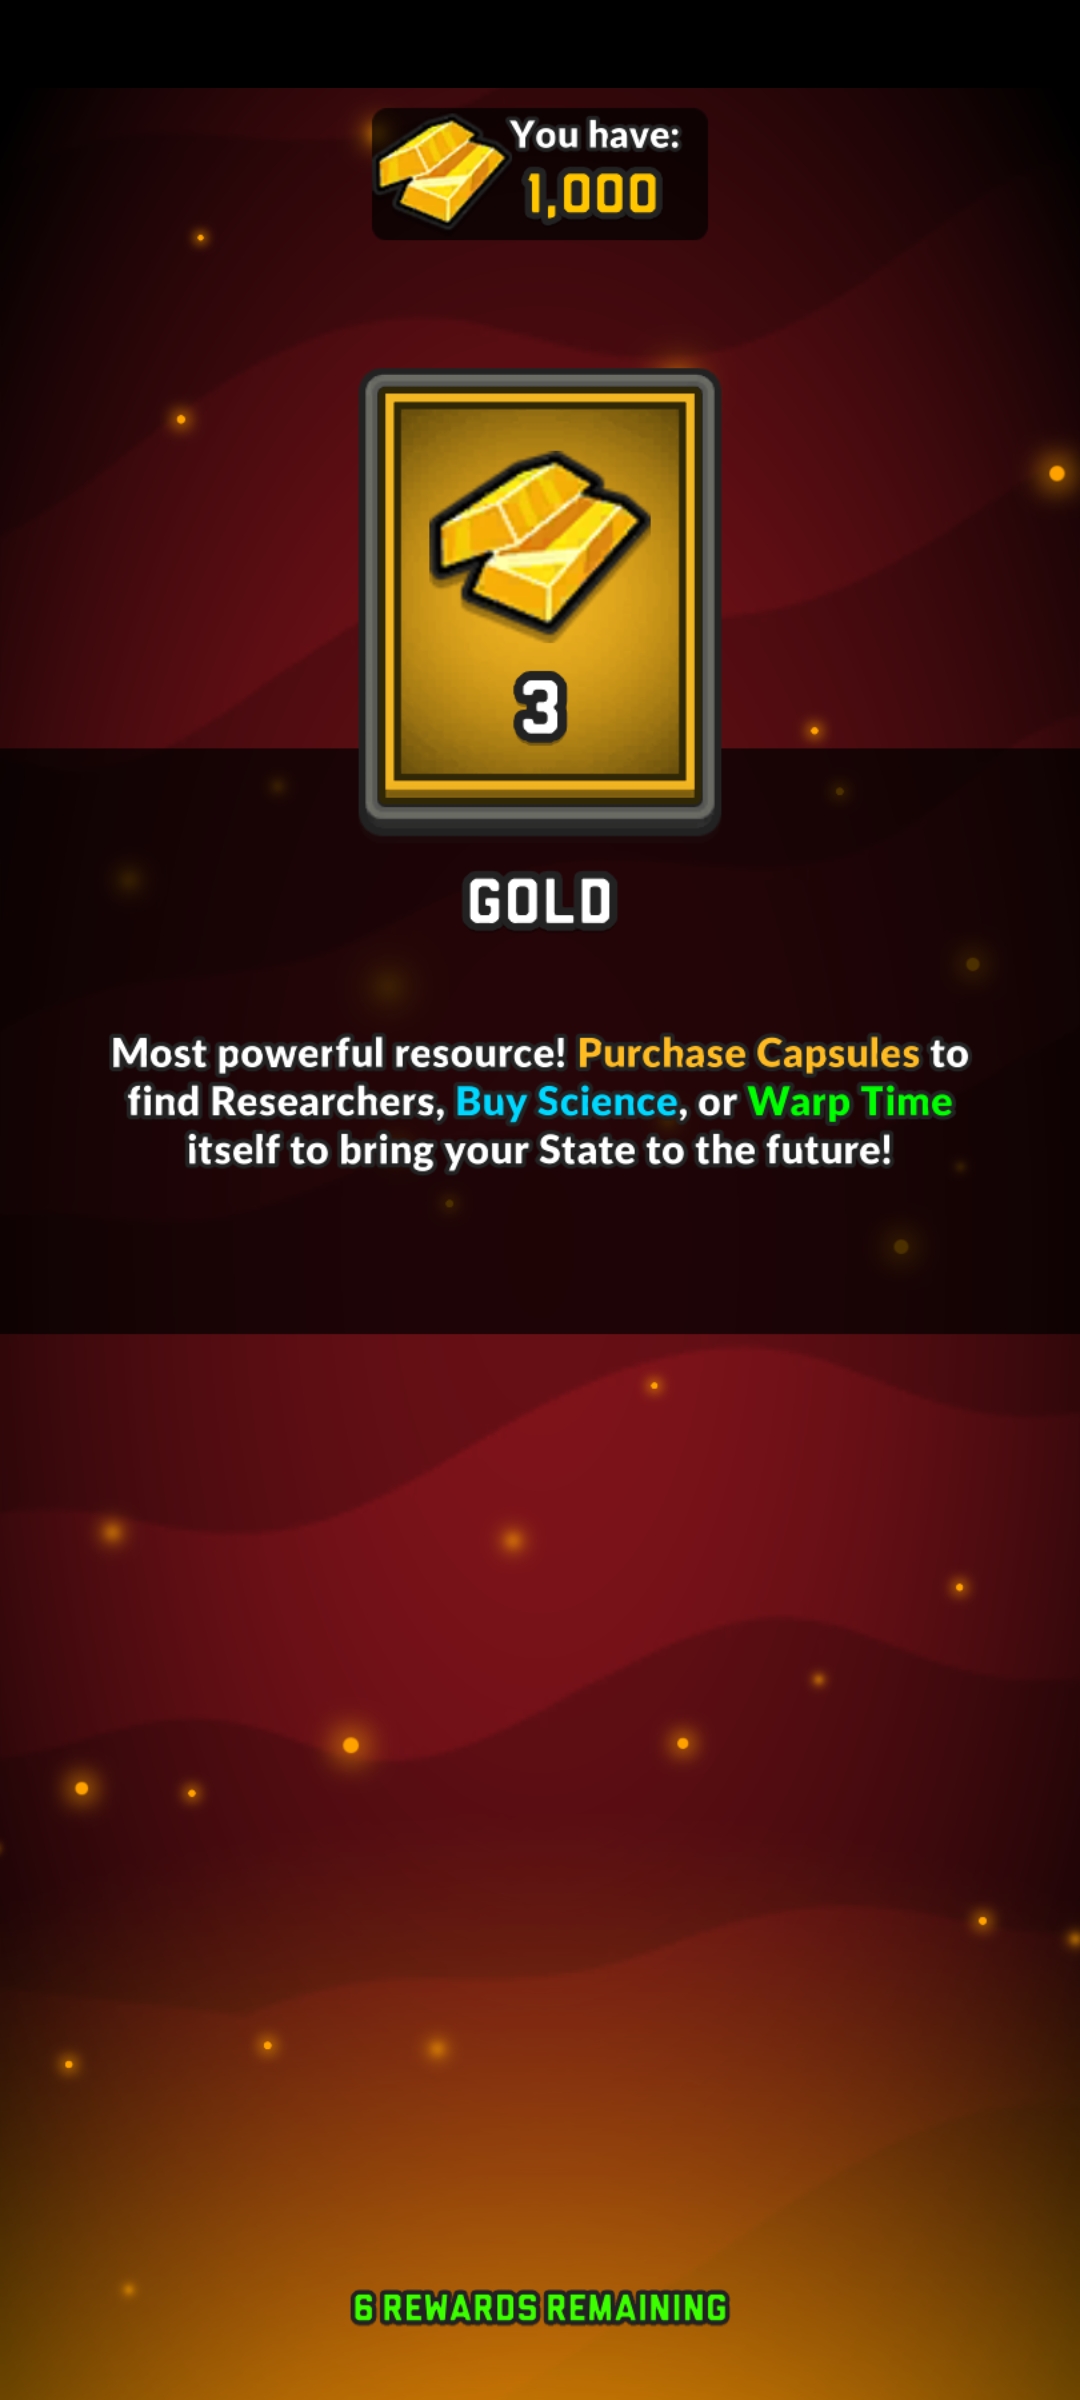 You have:
1,000
3
GOLD
Most powerful resource! Purchase Capsules to
find Researchers, Buy Science, or Warp Time
itself to bring your State to the future!
6 REWARDS REMAINING